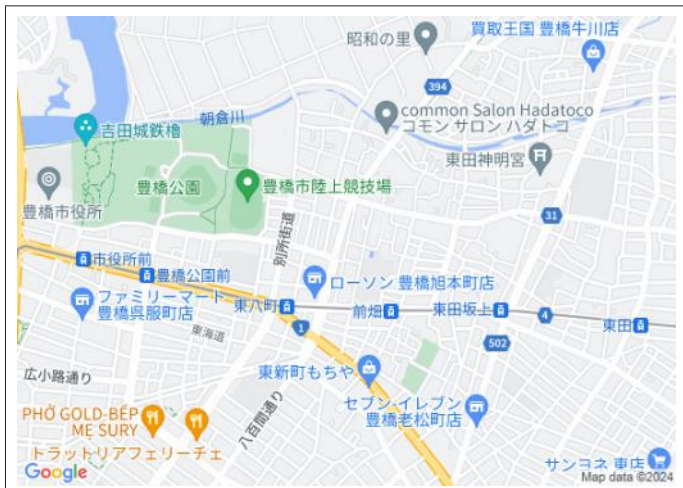 昭和の里
買取王国 豊橋牛川店
394
朝倉川
common Salon Hadatoco
コモン サロン ハダトコ
吉田城鉄櫓
東田神明宮
豊橋公園
豊橋市陸上競技場
豊橋市役所
31
別所街道
市役所前
豊橋公園前
ローソン 豊橋旭本町店
ファミリーマート
豊橋呉服町店
東八町
前畑
東田坂上
4
東田
東海道
1
502
広小路通り
東新町もちや
八百間通り
セブン-イレブン
豊橋老松町店
PHỞ GOLD-BẾP
MẸ SURY
トラットリアフェリーチェ
サンヨネ 東店
Google
Map data ©2024